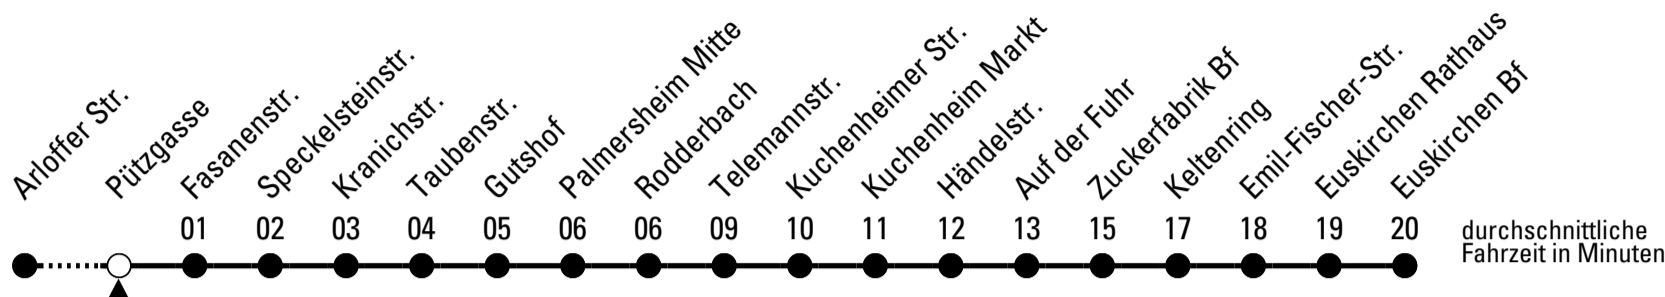 Arloffer Str.
Pützgasse
Fasanenstr.
Speckelsteinstr.
Kranichstr.
Taubenstr.
Gutshof
Palmersheim Mitte
Rodderbach
Telemannstr.
Kuchenheimer Str.
Kuchenheim Markt
Händelstr.
Auf der Fuhr
Zuckerfabrik Bf
Keltenring
Emil-Fischer-Str.
Euskirchen Rathaus
Euskirchen Bf
01 02 03 04 05 06 06 09 10 11 12 13 15 17 18 19 20
durchschnittliche
Fahrzeit in Minuten